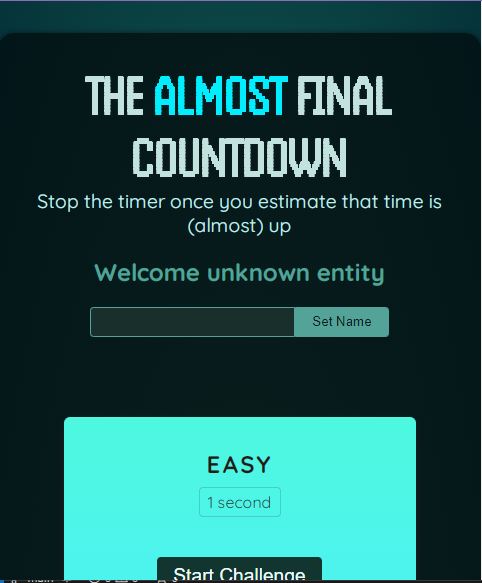 THE ALMOST FINAL
COUNTDOWN
Stop the timer once you estimate that time is
(almost) up
Welcome unknown entity
Set Name
EASY
1 second
Start Challenge